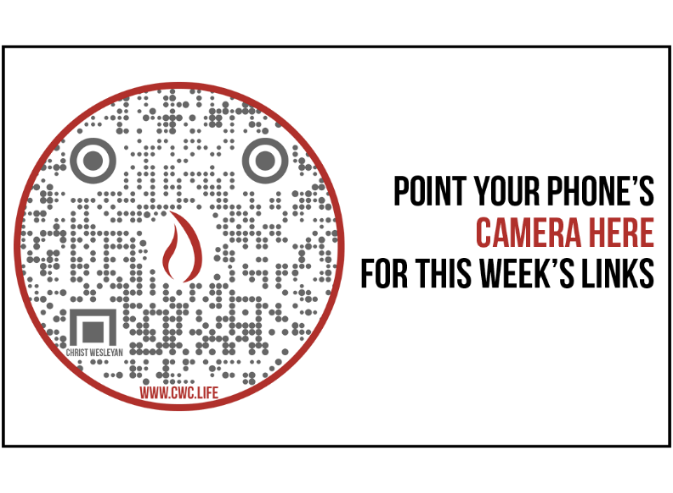 POINT YOUR PHONE'S
CAMERA HERE
FOR THIS WEEK'S LINKS
CHRIST WESLEYAN
WWW.CWC.LIFE